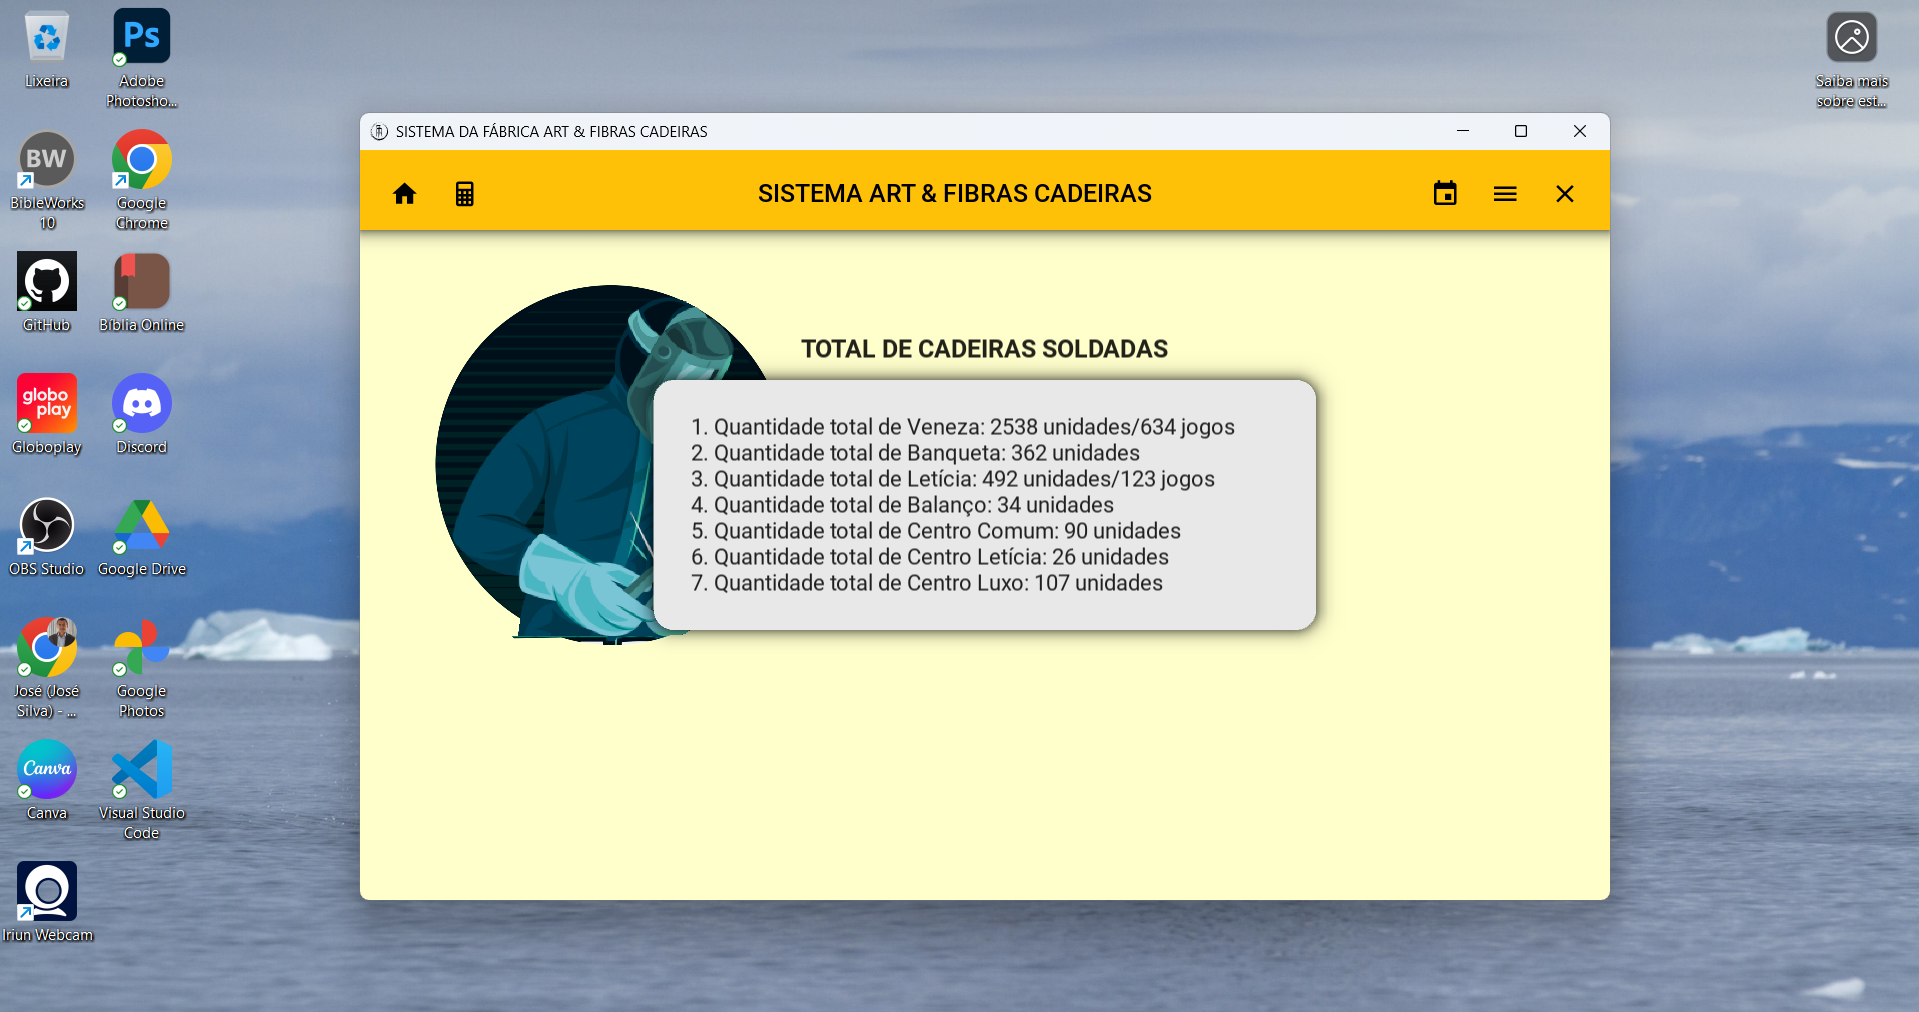 Lixeira
Adobe
Photosho...
Ps
BW
BibleWorks
10
Google
Chrome
GitHub
Bíblia Online
globo
play
Globoplay
Discord
OBS Studio
Google Drive
José (José
Silva) - ...
Google
Photos
Canva
Canva
Visual Studio
Code
Iriun Webcam
Saiba mais
sobre est...
SISTEMA DA FÁBRICA ART & FIBRAS CADEIRAS
SISTEMA ART & FIBRAS CADEIRAS
TOTAL DE CADEIRAS SOLDADAS
1. Quantidade total de Veneza: 2538 unidades/634 jogos
2. Quantidade total de Banqueta: 362 unidades
3. Quantidade total de Letícia: 492 unidades/123 jogos
4. Quantidade total de Balanço: 34 unidades
5. Quantidade total de Centro Comum: 90 unidades
6. Quantidade total de Centro Letícia: 26 unidades
7. Quantidade total de Centro Luxo: 107 unidades